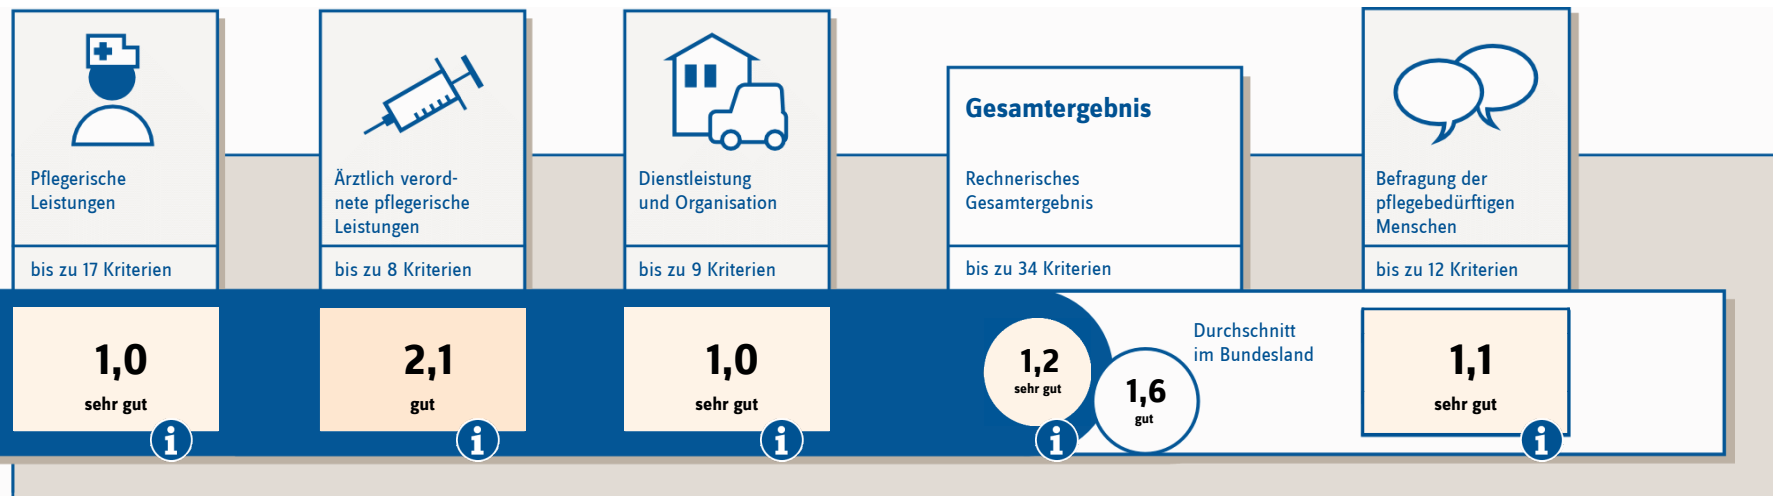 Pflegerische
Leistungen
bis zu 17 Kriterien
1,0
sehr gut
i
Ärztlich verord-
nete pflegerische
Leistungen
bis zu 8 Kriterien
2,1
gut
i
Dienstleistung
und Organisation
bis zu 9 Kriterien
1,0
sehr gut
i
Gesamtergebnis
Rechnerisches
Gesamtergebnis
bis zu 34 Kriterien
1,2
sehr gut
i
1,6
gut
Durchschnitt
im Bundesland
Befragung der
pflegebedürftigen
Menschen
bis zu 12 Kriterien
1,1
sehr gut
i